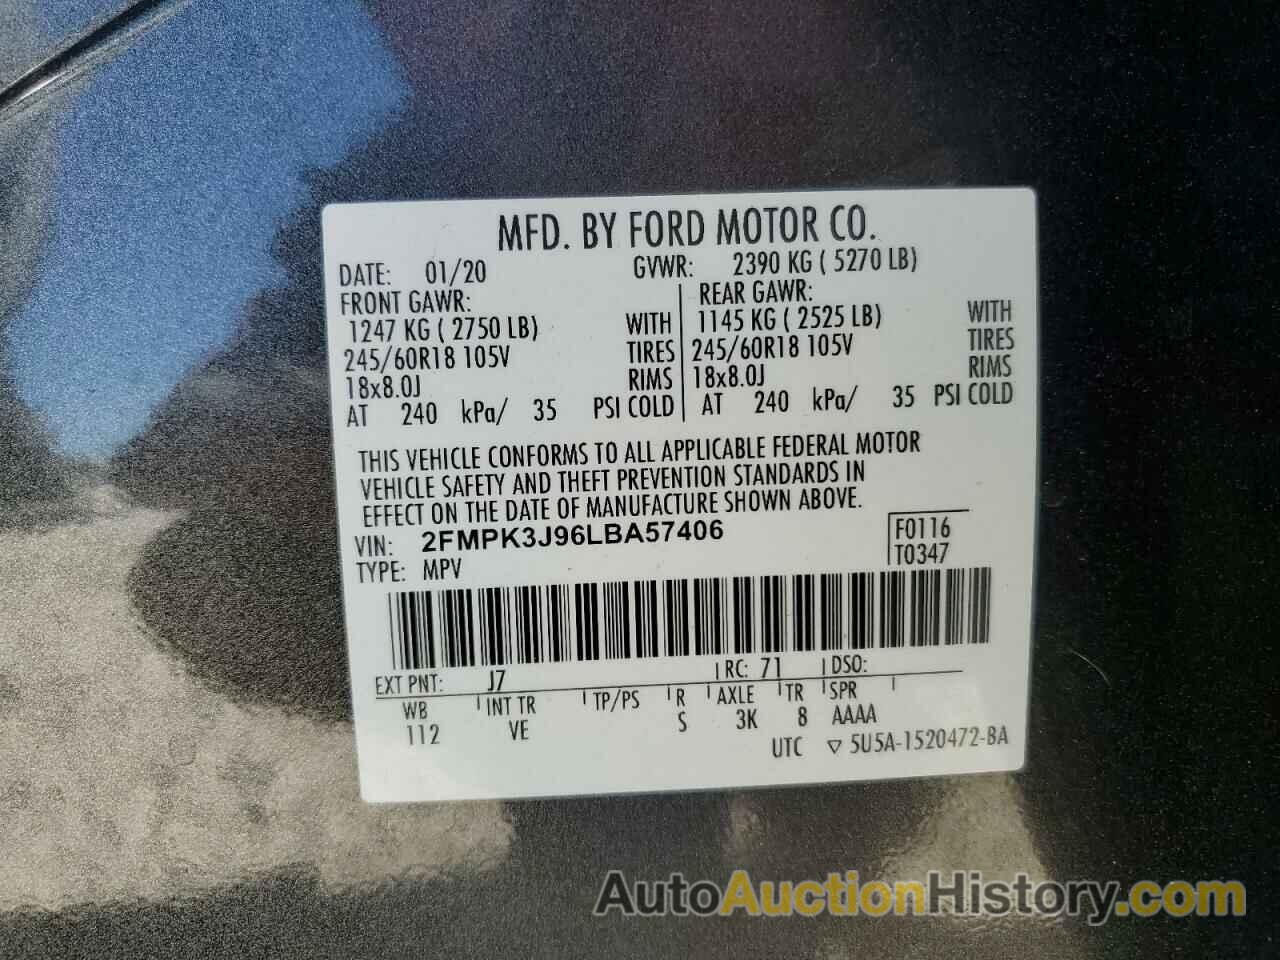 MFD. BY FORD MOTOR CO.
DATE: 01/20 GVWR: 2390 KG ( 5270 LB)
FRONT GAWR: REAR GAWR:
1247 KG ( 2750 LB) WITH 1145 KG ( 2525 LB) WITH
245/60R18 105V TIRES 245/60R18 105V TIRES
18x8.0J RIMS 18x8.0J RIMS
AT 240 kPa/ 35 PSI COLD AT 240 kPa/ 35 PSI COLD
THIS VEHICLE CONFORMS TO ALL APPLICABLE FEDERAL MOTOR
VEHICLE SAFETY AND THEFT PREVENTION STANDARDS IN
EFFECT ON THE DATE OF MANUFACTURE SHOWN ABOVE.
VIN: 2FMPK3J96LBA57406 F0116
TYPE: MPV T0347
EXT PNT: J7 RC: 71 DSO:
WB INT TR TP/PS R AXLE TR SPR
112 VE S 3K 8 AAAA
UTC ▽ 5U5A-1520472-BA
AutoAuctionHistory.com